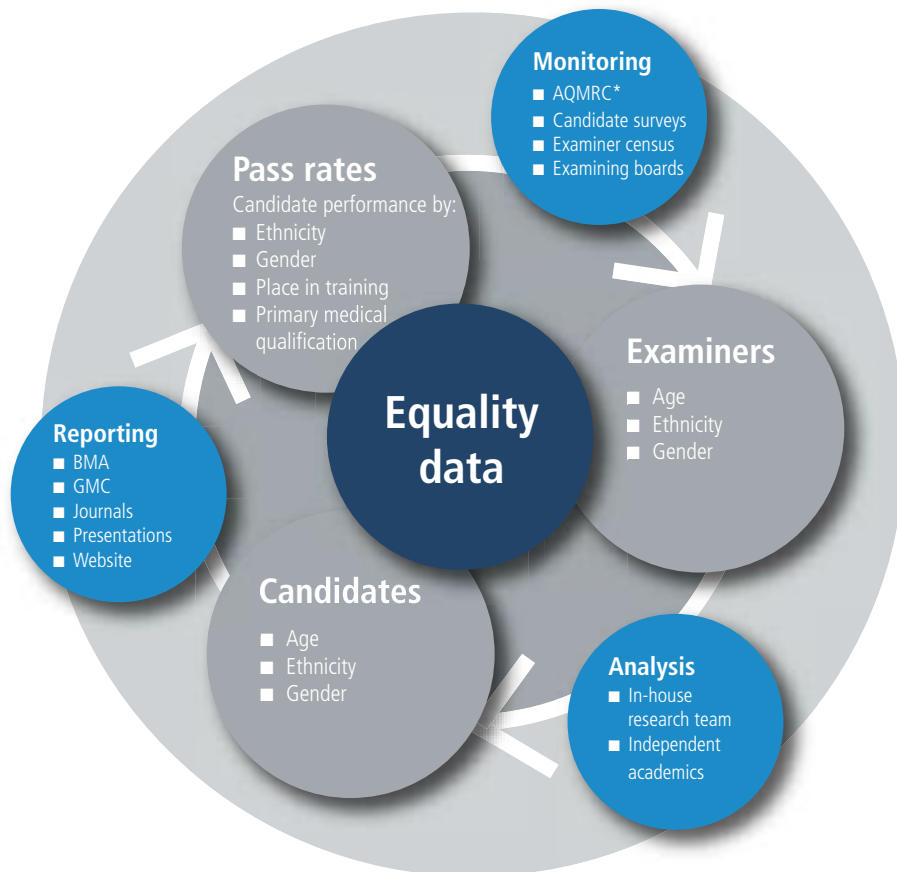 Monitoring
■ AQMRC*
■ Candidate surveys
■ Examiner census
■ Examining boards
Pass rates
Candidate performance by:
■ Ethnicity
■ Gender
■ Place in training
■ Primary medical
qualification
Examiners
■ Age
■ Ethnicity
■ Gender
Equality
data
Reporting
■ BMA
■ GMC
■ Journals
■ Presentations
■ Website
Candidates
■ Age
■ Ethnicity
■ Gender
Analysis
■ In-house
research team
■ Independent
academics